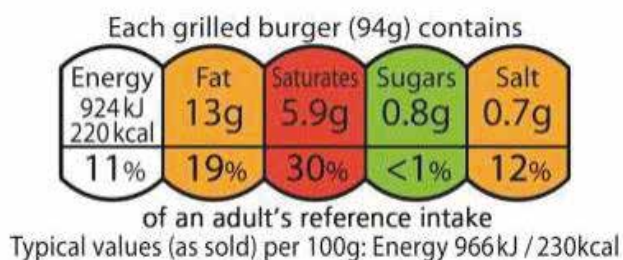 Each grilled burger (94g) contains
Energy Fat Saturates Sugars Salt
924kJ 13g 5.9g 0.8g 0.7g
220kcal
11% 19% 30% <1% 12%
of an adult's reference intake
Typical values (as sold) per 100g: Energy 966kJ / 230kcal